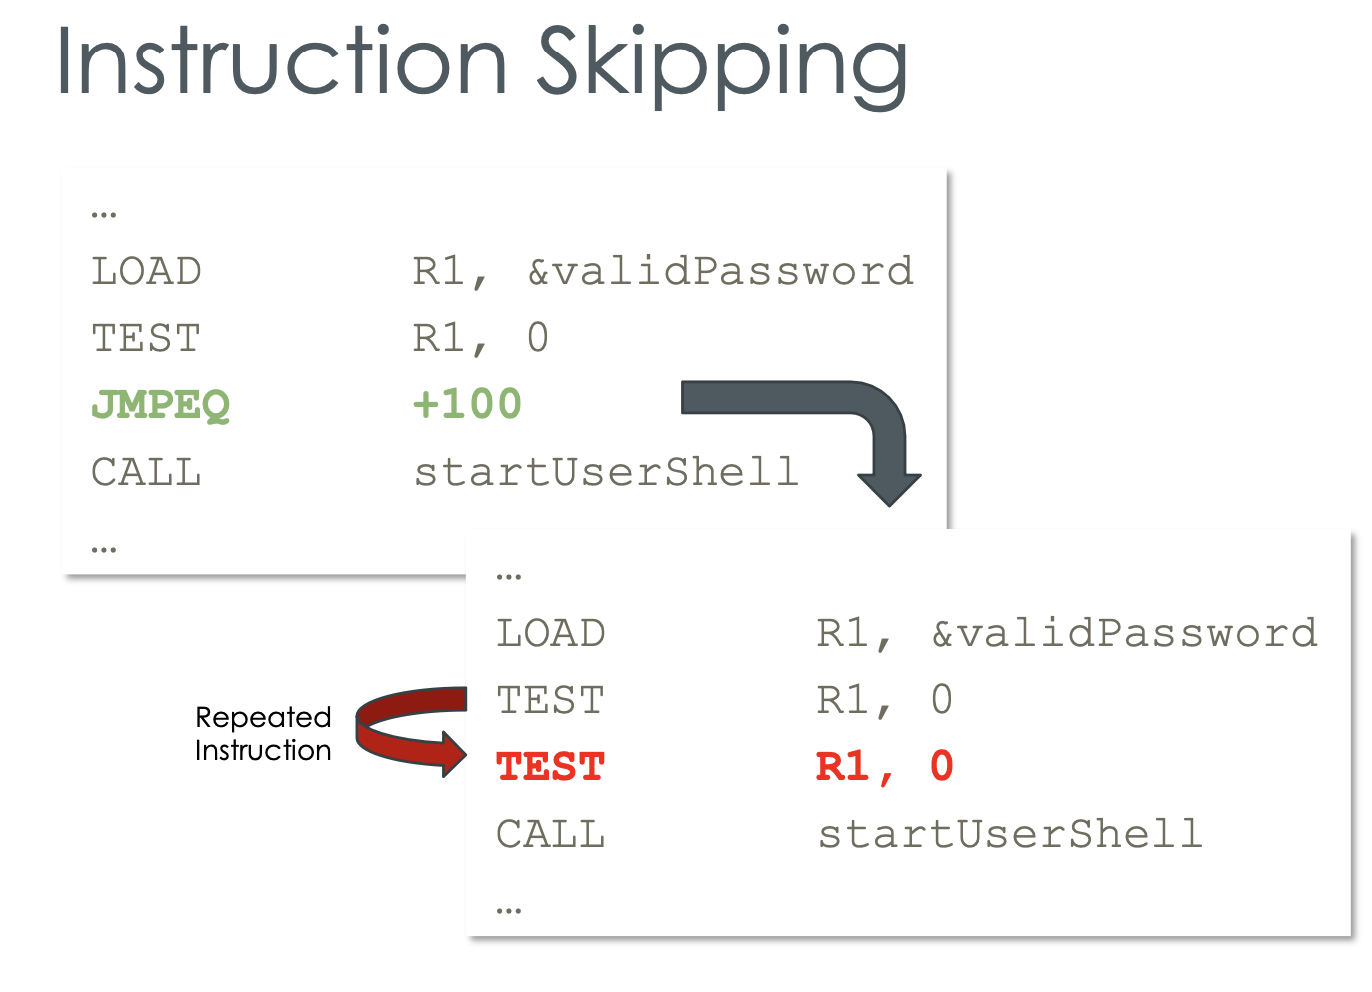 Instruction Skipping
…
LOAD R1, &validPassword
TEST R1, 0
JMPEQ +100
CALL startUserShell
…
…
LOAD R1, &validPassword
TEST R1, 0
Repeated
Instruction
TEST R1, 0
CALL startUserShell
…